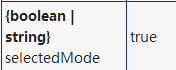 {boolean |
string}
selectedMode
true